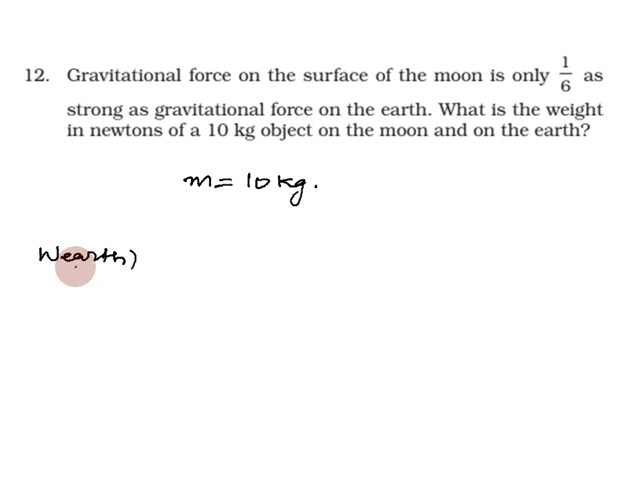 12. Gravitational force on the surface of the moon is only 1/6 as
strong as gravitational force on the earth. What is the weight
in newtons of a 10 kg object on the moon and on the earth?
m = 10 kg.
Wearth)